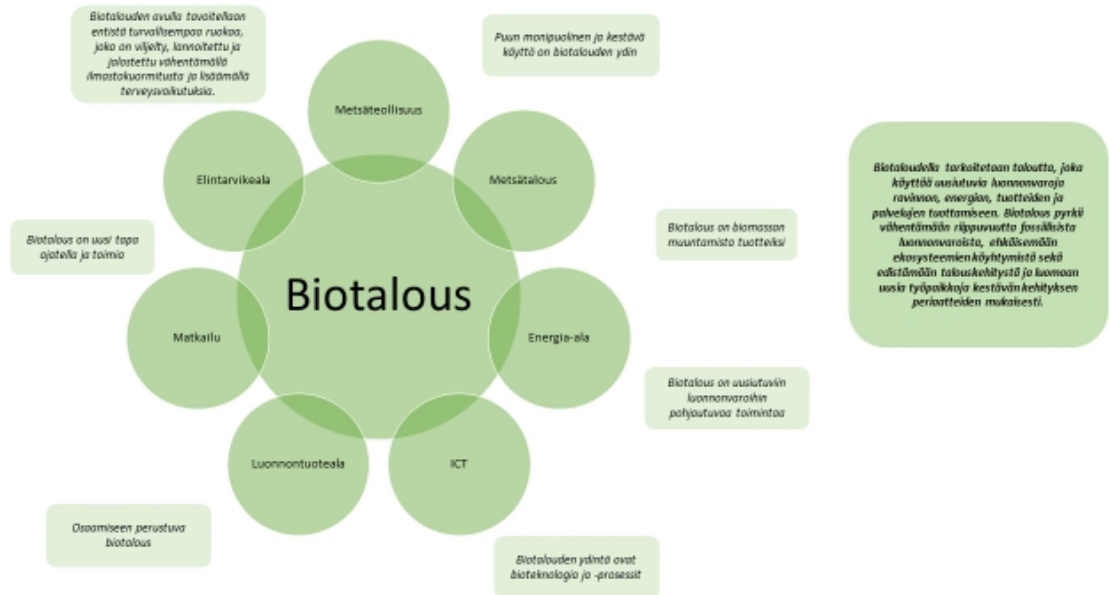 Biotalouden avulla tavoitellaan
entistä turvallisempaa ruokaa,
joka on viljelty, lannoitettu ja
jalostettu vähentämällä
ilmastokuormitusta ja lisäämällä
terveysvaikutuksia.
Puun monipuolinen ja kestävä
käyttö on biotalouden ydin
Metsäteollisuus
Elintarvikeala
Metsätalous
Biotaloudella tarkoitetaan taloutta, joka
käyttää uusiutuvia luonnonvaroja
ravinnon, energian, tuotteiden ja
palvelujen tuottamiseen. Biotalous pyrkii
vähentämään riippuvuutta fossiilisista
luonnonvaroista, ehkäisemään
ekosysteemien köyhtymistä sekä
edistämään talouskehitystä ja luomaan
uusia työpaikkoja kestävän kehityksen
periaatteiden mukaisesti.
Biotalous on uusi tapa
ajatella ja toimia
Biotalous on biomassan
muuntamista tuotteiksi
Biotalous
Matkailu
Energia-ala
Biotalous on uusiutuviin
luonnonvaroihin
pohjautuvaa toimintaa
Luonnontuoteala
ICT
Osaamiseen perustuva
biotalous
Biotalouden ydintä ovat
bioteknologia ja -prosessit